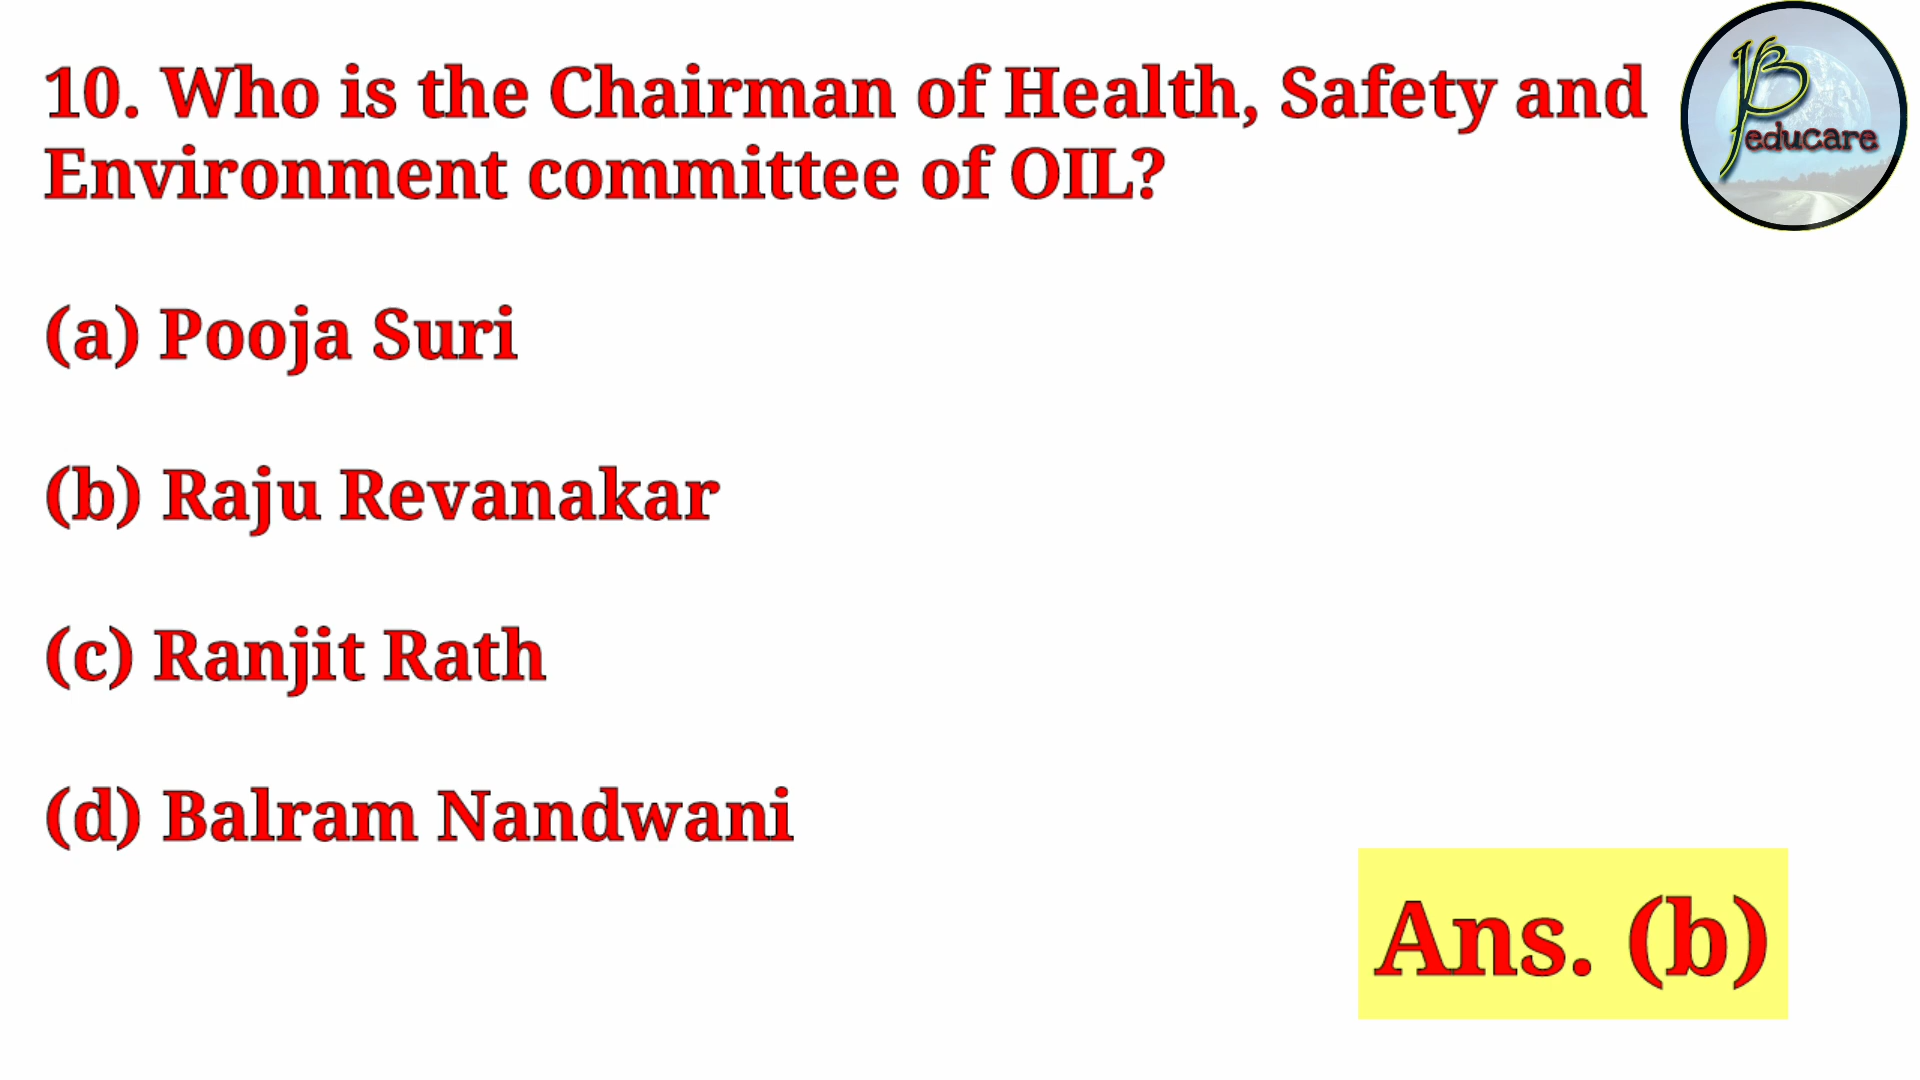 10. Who is the Chairman of Health, Safety and
Environment committee of OIL?
(a) Pooja Suri
(b) Raju Revanakar
(c) Ranjit Rath
(d) Balram Nandwani
Ans. (b)
educare